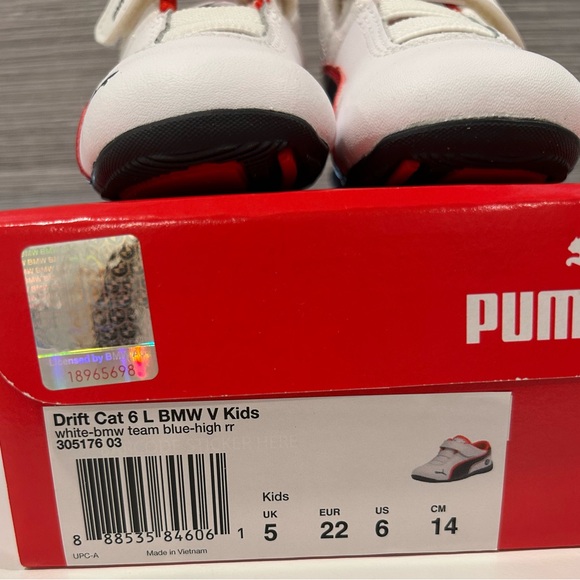 Licensed by BM
18965698
PUM
Drift Cat 6 L BMW V Kids
white-bmw team blue-high rr
305176 03
Kids
UK EUR US CM
5 22 6 14
8 88535 84606 1
UPC-A Made in Vietnam